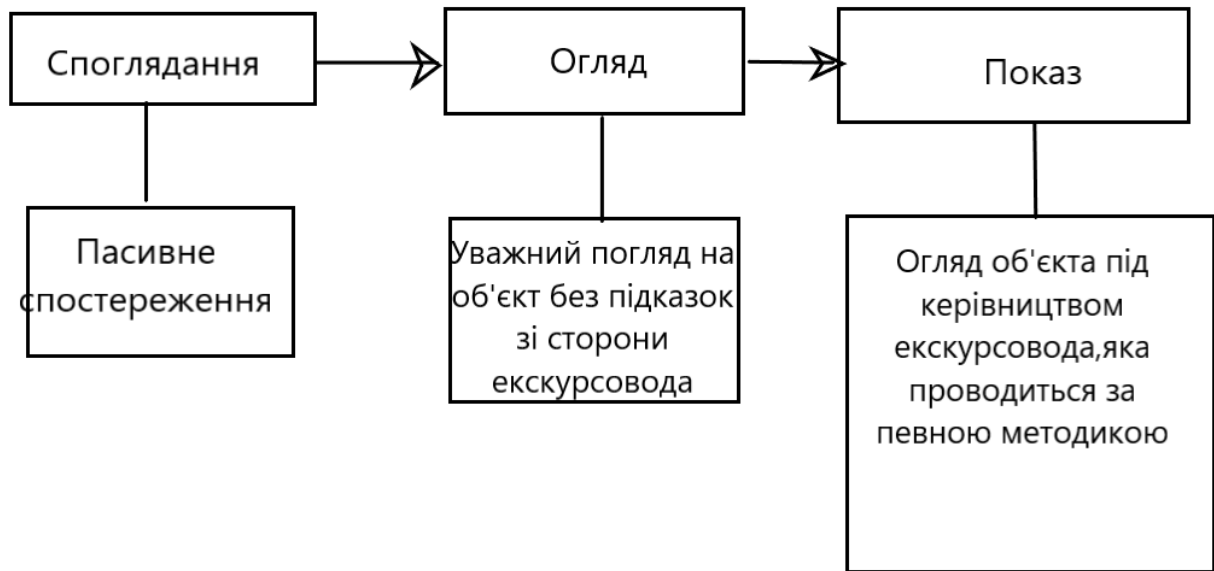 Споглядання
Огляд
Показ
Пасивне
спостереження
Уважний погляд на
об'єкт без підказок
зі сторони
екскурсовода
Огляд об'єкта під
керівництвом
екскурсовода,яка
проводиться за
певною методикою